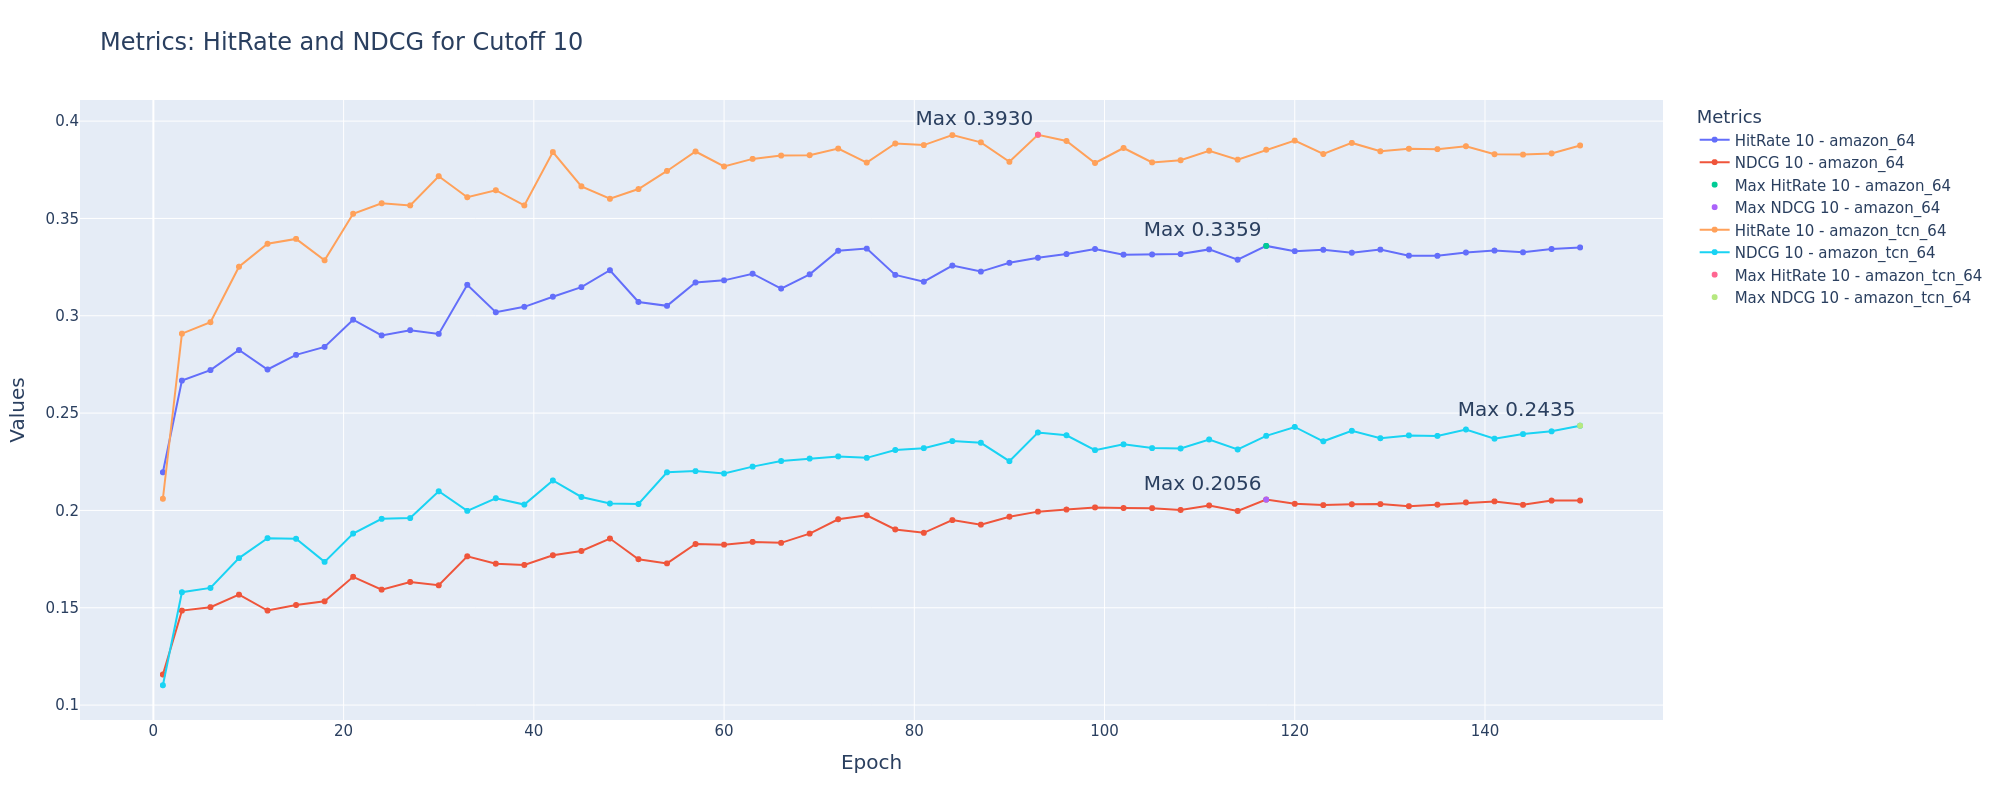 Metrics: HitRate and NDCG for Cutoff 10
Max 0.3930
Max 0.3359
Max 0.2435
Max 0.2056
0.4
0.35
0.3
0.25
0.2
0.15
0.1
Values
0 20 40 60 80 100 120 140
Epoch
Metrics
HitRate 10 - amazon_64
NDCG 10 - amazon_64
Max HitRate 10 - amazon_64
Max NDCG 10 - amazon_64
HitRate 10 - amazon_tcn_64
NDCG 10 - amazon_tcn_64
Max HitRate 10 - amazon_tcn_64
Max NDCG 10 - amazon_tcn_64